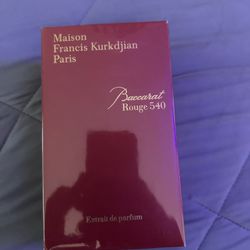 Maison
Francis Kurkdjian
Paris
Baccarat
Rouge 540
Extrait de parfum